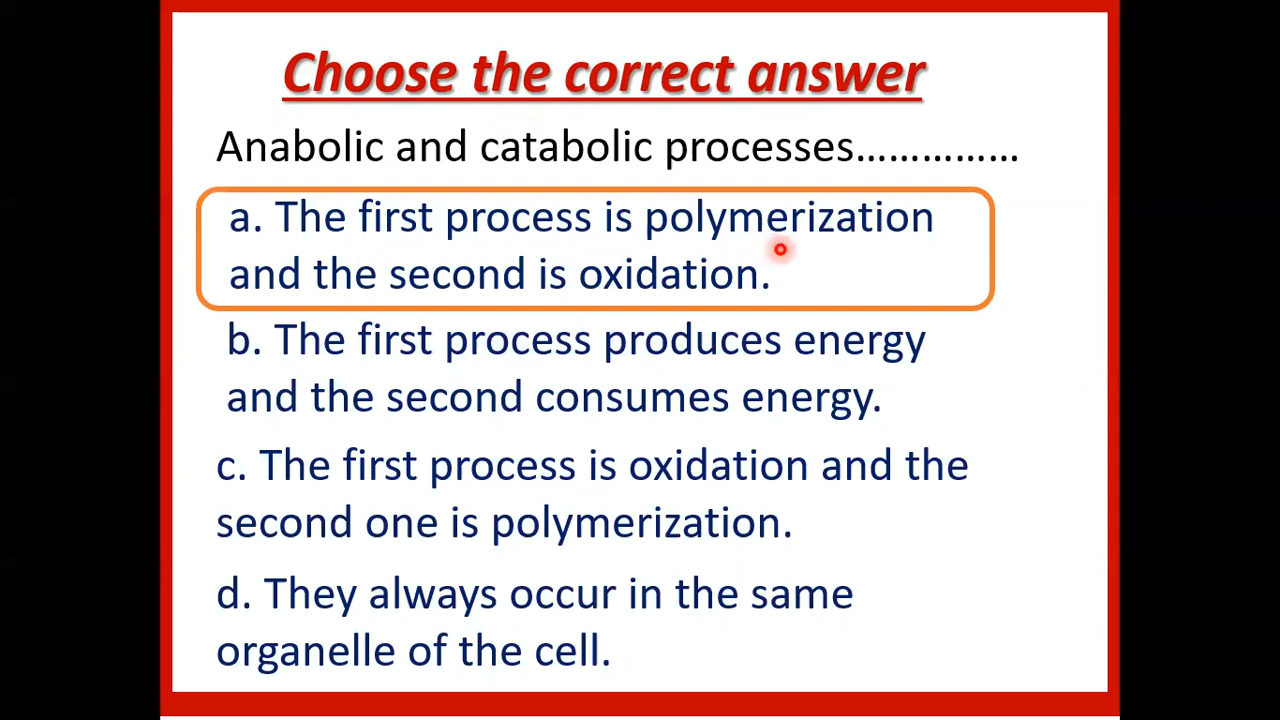 Choose the correct answer
Anabolic and catabolic processes……………
a. The first process is polymerization
and the second is oxidation.
b. The first process produces energy
and the second consumes energy.
c. The first process is oxidation and the
second one is polymerization.
d. They always occur in the same
organelle of the cell.